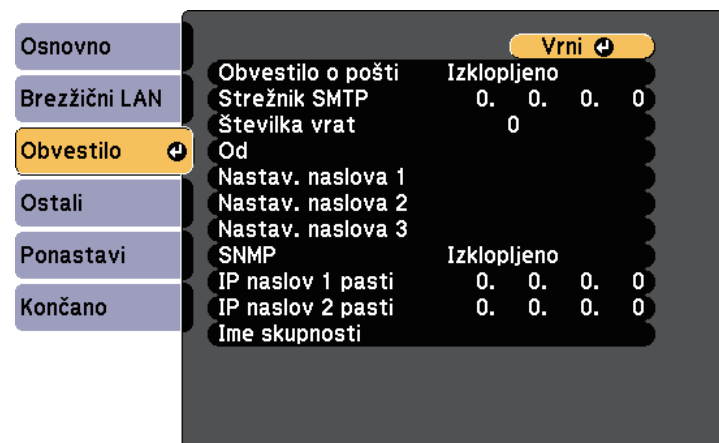 Osnovno
Brezžični LAN
Obvestilo
Ostali
Ponastavi
Končano
Vrni
Obvestilo o pošti Izklopljeno
Strežnik SMTP 0. 0. 0. 0
Številka vrat 0
Od
Nastav. naslova 1
Nastav. naslova 2
Nastav. naslova 3
SNMP Izklopljeno
IP naslov 1 pasti 0. 0. 0. 0
IP naslov 2 pasti 0. 0. 0. 0
Ime skupnosti